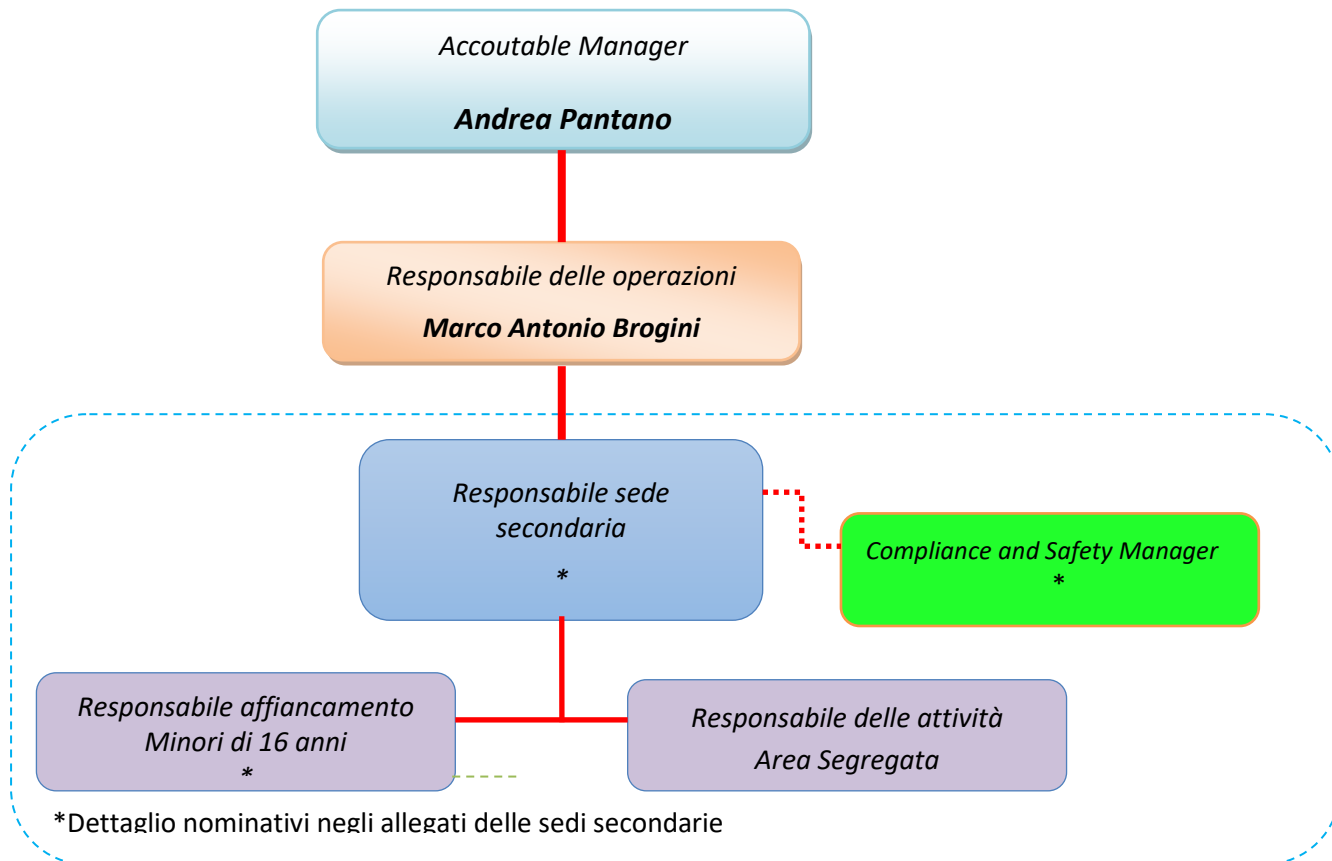 Accoutable Manager
Andrea Pantano
Responsabile delle operazioni
Marco Antonio Brogini
Responsabile sede
secondaria
*
Compliance and Safety Manager
*
Responsabile affiancamento
Minori di 16 anni
*
Responsabile delle attività
Area Segregata
*Dettaglio nominativi negli allegati delle sedi secondarie